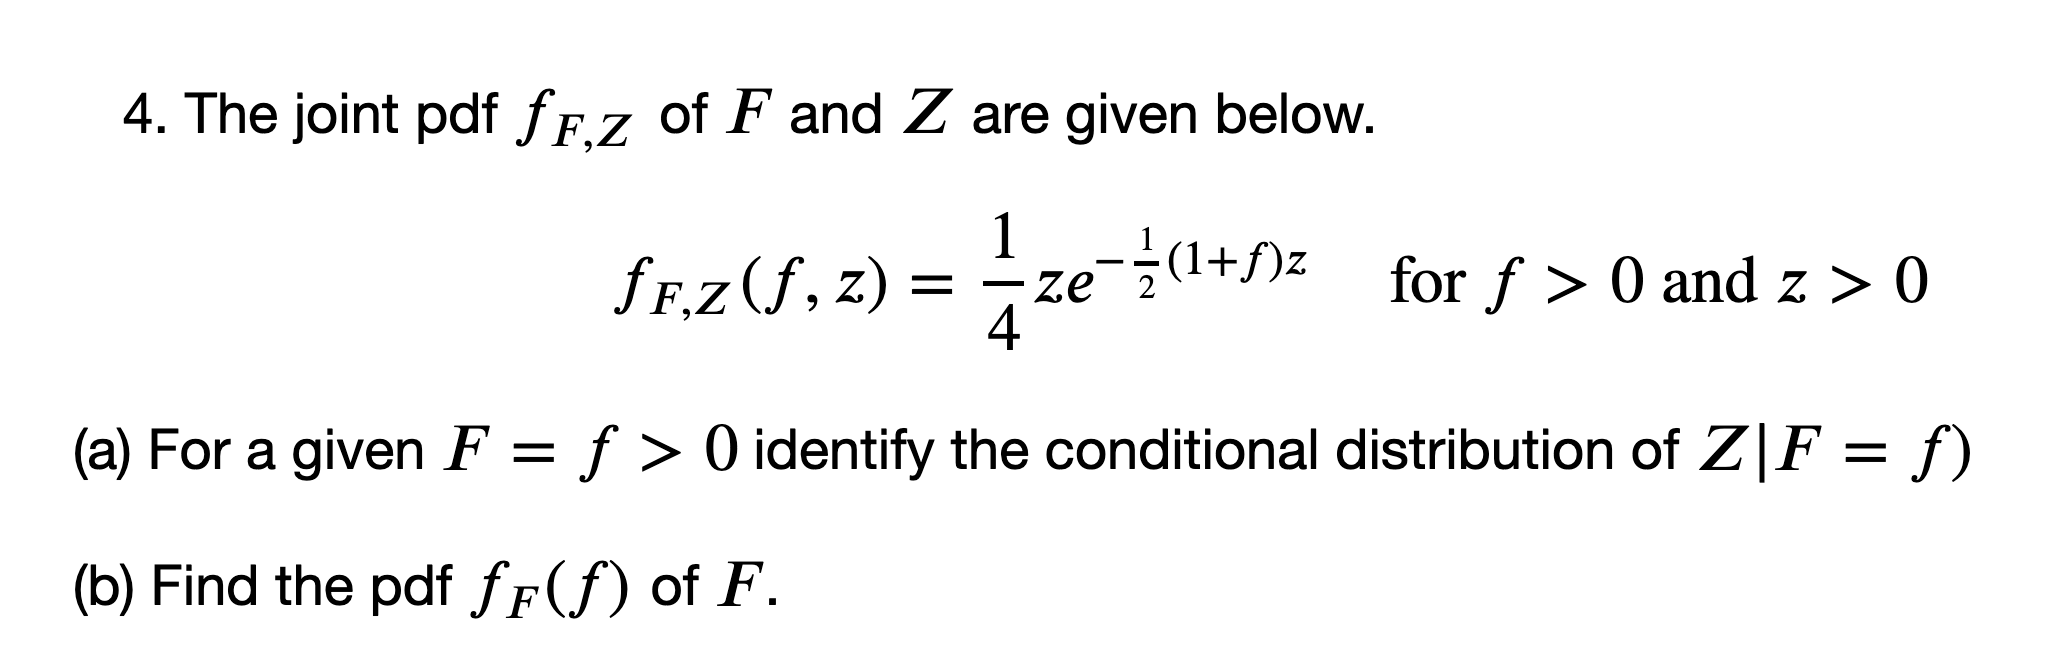 4. The joint pdf $f_{F,Z}$ of $F$ and $Z$ are given below.
$f_{F,Z}(f, z) = \frac{1}{4} z e^{-\frac{1}{2}(1+f)z}$ for $f > 0$ and $z > 0$
(a) For a given $F = f > 0$ identify the conditional distribution of $Z|F = f)$
(b) Find the pdf $f_F(f)$ of $F$.